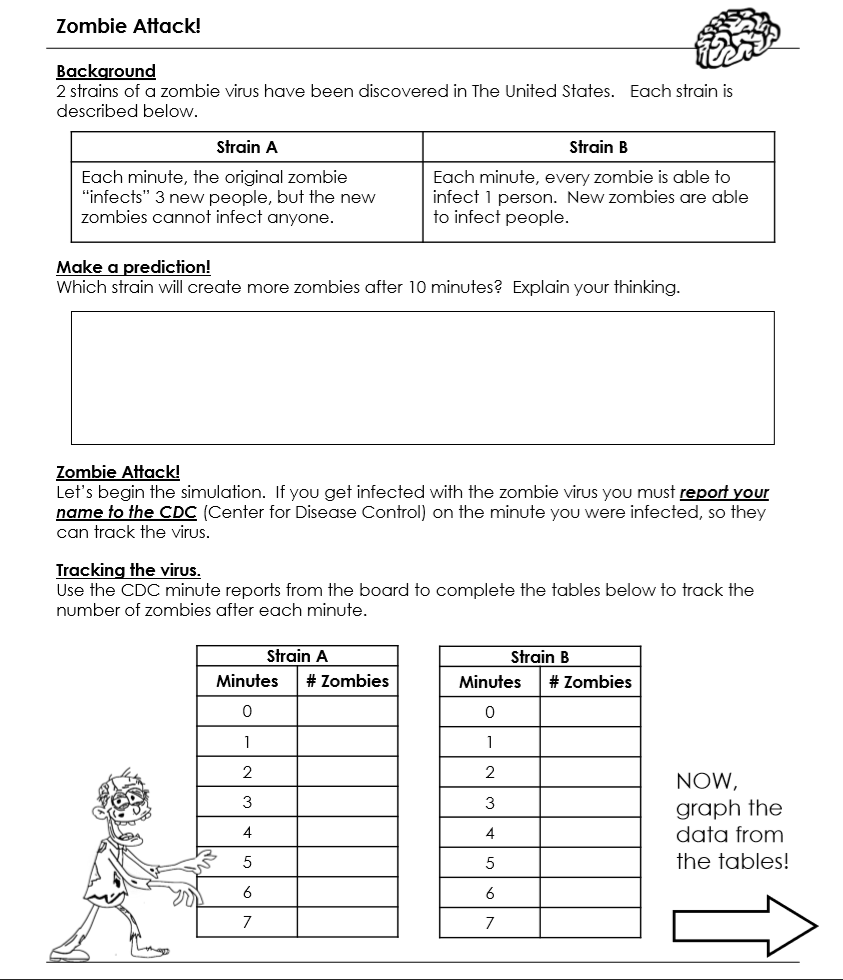 Zombie Attack!
Background
2 strains of a zombie virus have been discovered in The United States. Each strain is
described below.
Strain A
Strain B
Each minute, the original zombie
“infects” 3 new people, but the new
zombies cannot infect anyone.
Each minute, every zombie is able to
infect 1 person. New zombies are able
to infect people.
Make a prediction!
Which strain will create more zombies after 10 minutes? Explain your thinking.
Zombie Attack!
Let’s begin the simulation. If you get infected with the zombie virus you must report your
name to the CDC (Center for Disease Control) on the minute you were infected, so they
can track the virus.
Tracking the virus.
Use the CDC minute reports from the board to complete the tables below to track the
number of zombies after each minute.
Strain A
Minutes # Zombies
0
1
2
3
4
5
6
7
Strain B
Minutes # Zombies
0
1
2
3
4
5
6
7
NOW,
graph the
data from
the tables!